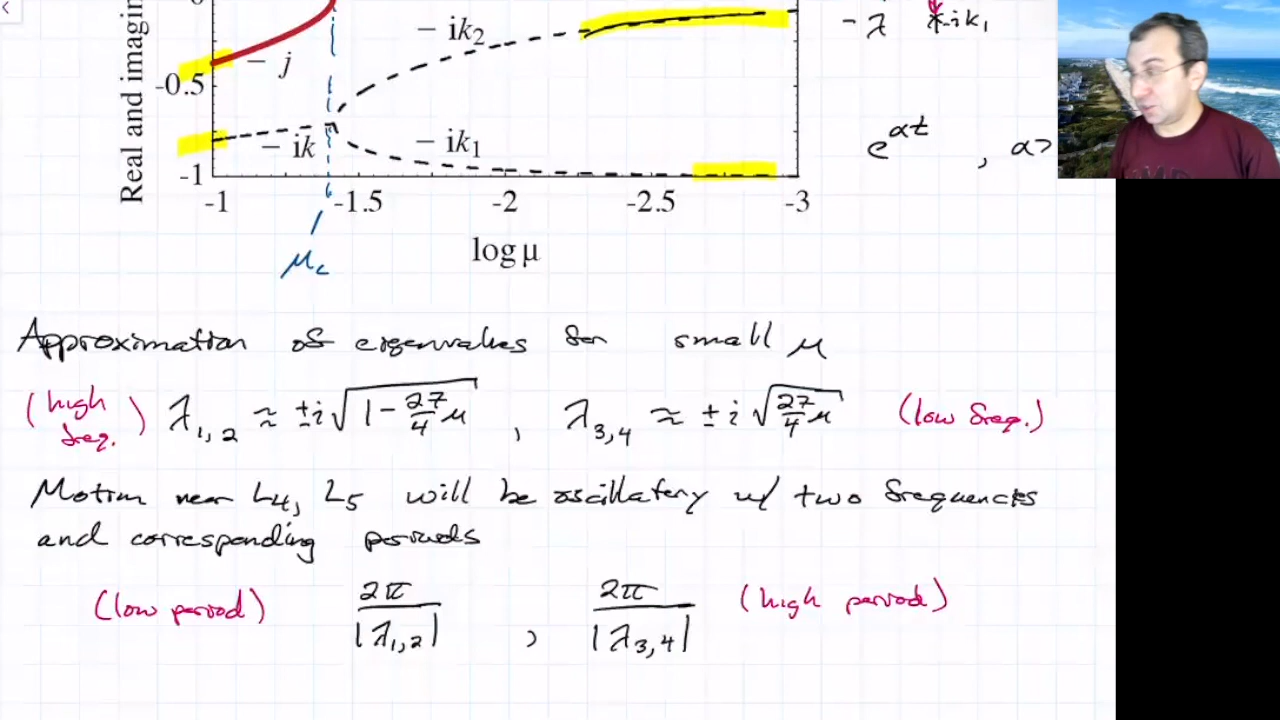 <
Real and imagin
0
-0.5
-1
- j
- ik
- ik₂
- ik₁
-1 -1.5 -2 -2.5 -3
log μ
μc
- λ *-ik₁
e^{αt} , α>
Approximation of eigenvalues for small μ
(high freq.) λ₁,₂ ≈ ±i√(1 - 27/4 μ) , λ₃,₄ ≈ ±i√(27/4 μ) (low freq.)
Motion near L4, L5 will be oscillatory w/ two frequencies
and corresponding periods
(low period) 2π/|λ₁,₂| , 2π/|λ₃,₄| (high period)